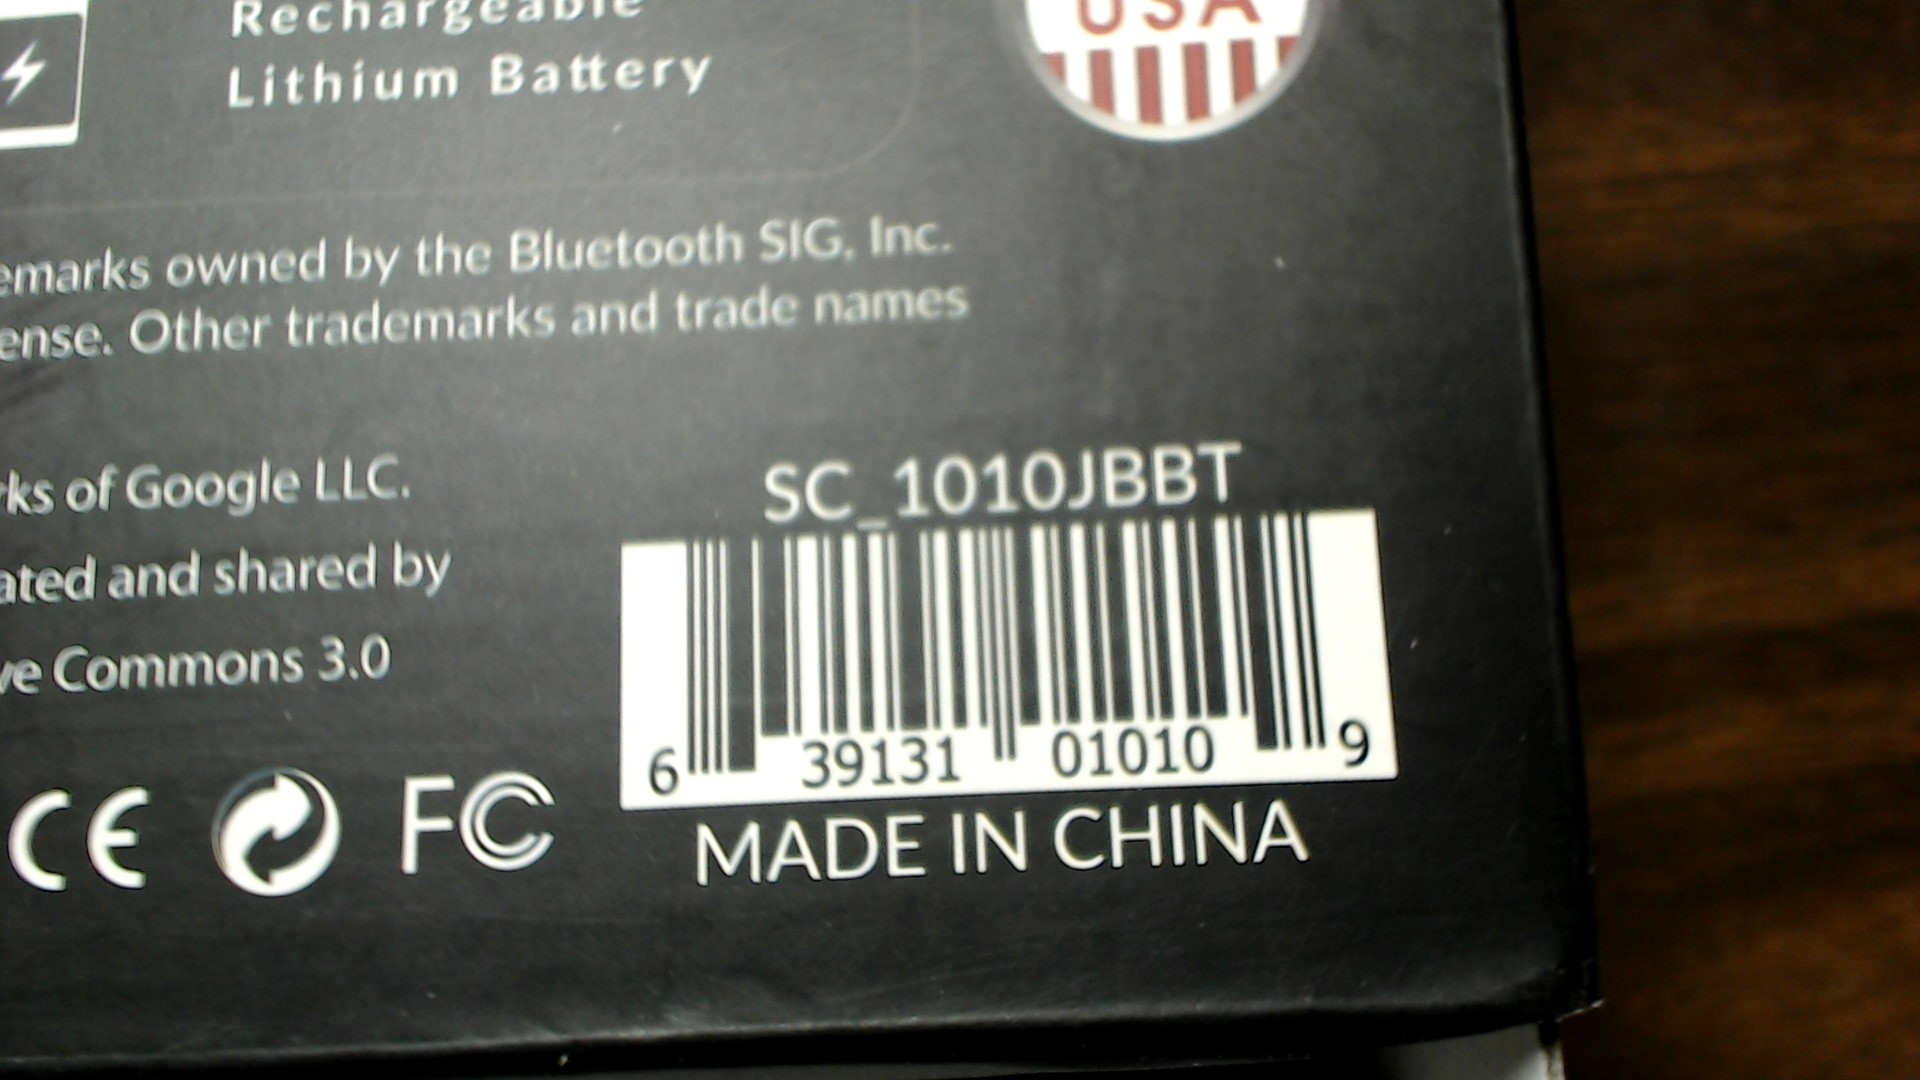 Rechargeable
Lithium Battery
USA
emarks owned by the Bluetooth SIG, Inc.
ense. Other trademarks and trade names
rks of Google LLC.
ated and shared by
ve Commons 3.0
SC_1010JBBT
6 39131 01010 9
CE FC
MADE IN CHINA